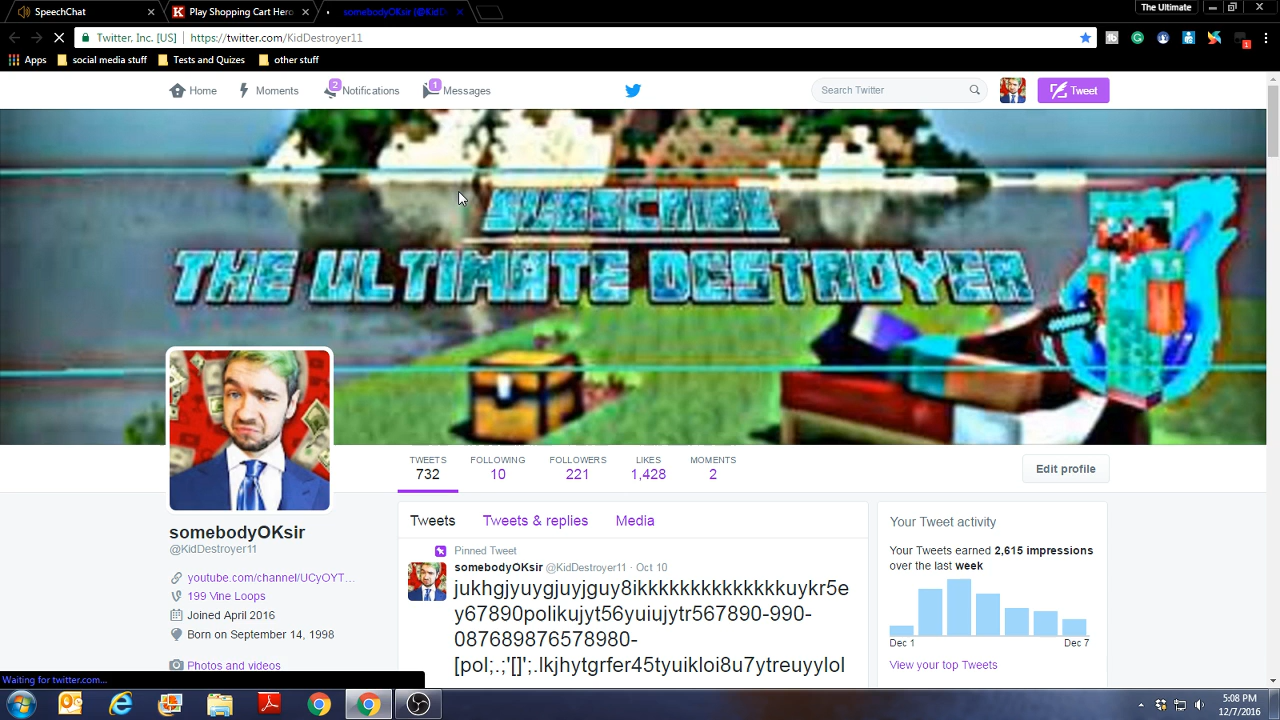 SpeechChat
Play Shopping Cart Hero
somebodyOKsir (@KidD
The Ultimate
Twitter, Inc. [US] https://twitter.com/KidDestroyer11
Apps social media stuff Tests and Quizes other stuff
2 1
Home Moments Notifications Messages Search Twitter Tweet
SUBSCRIBE
THE ULTIMATE DESTROYER
TWEETS FOLLOWING FOLLOWERS LIKES MOMENTS
732 10 221 1,428 2
Edit profile
somebodyOKsir
@KidDestroyer11
youtube.com/channel/UCyOYT...
199 Vine Loops
Joined April 2016
Born on September 14, 1998
Photos and videos
Tweets Tweets & replies Media
Pinned Tweet
somebodyOKsir @KidDestroyer11 · Oct 10
jukhgjyuygjuyjguy8ikkkkkkkkkkkkkkuykr5e
y67890polikujyt56yuiujytr567890-990-
087689876578980-
[pol;.;'[]';.lkjhytgrfer45tyuikloi8u7ytreuyylol
Your Tweet activity
Your Tweets earned 2,615 impressions
over the last week
Dec 1 Dec 7
View your top Tweets
Waiting for twitter.com...
5:08 PM
12/7/2016